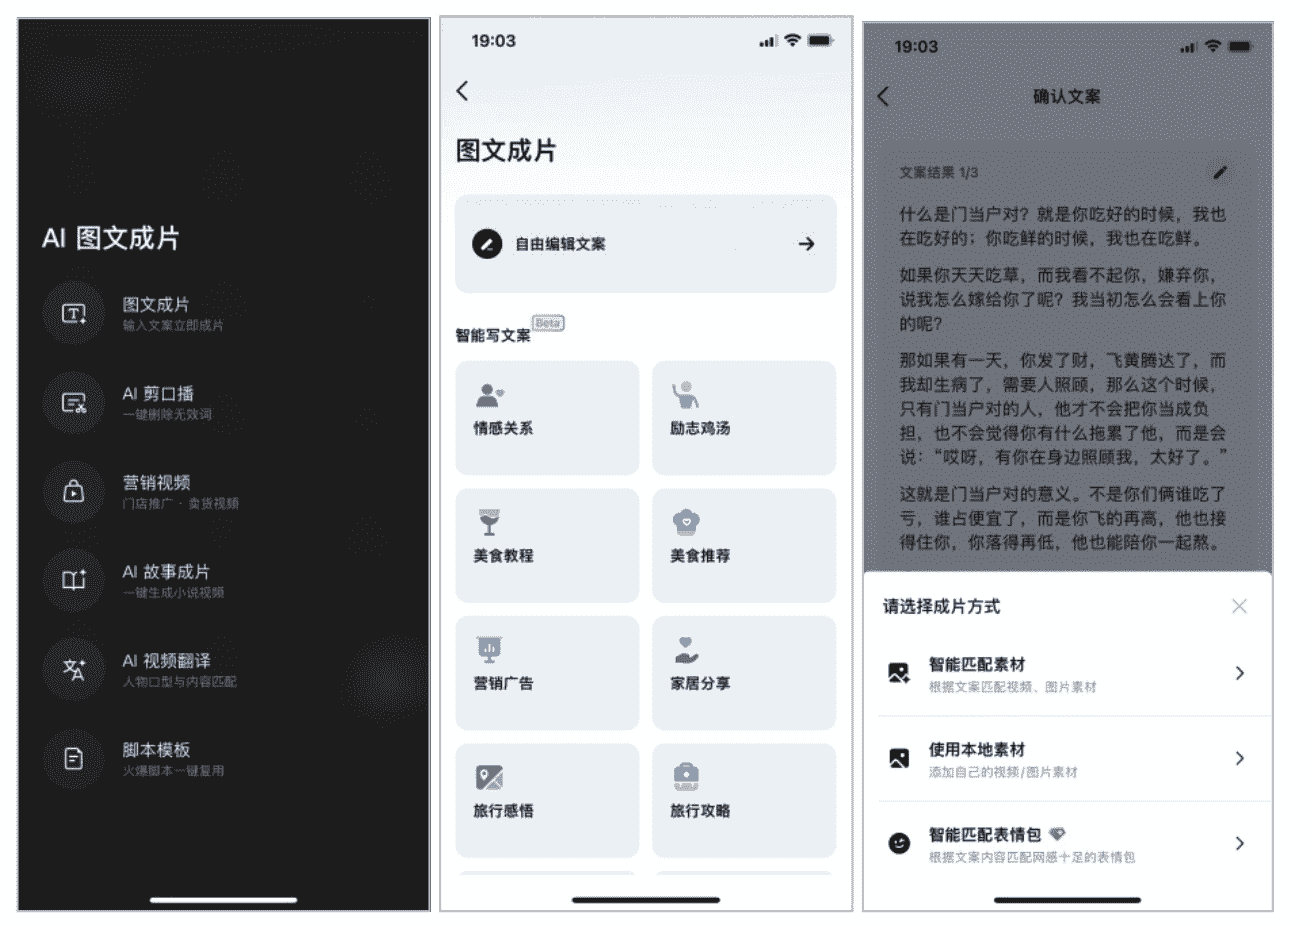 AI 图文成片
图文成片
输入文案立即成片
AI 剪口播
一键删除无效词
营销视频
门店推广 · 卖货视频
AI 故事成片
一键生成小说视频
AI 视频翻译
人物口型与内容匹配
脚本模板
火爆脚本一键复用
19:03
图文成片
自由编辑文案
智能写文案 Beta
情感关系
励志鸡汤
美食教程
美食推荐
营销广告
家居分享
旅行感悟
旅行攻略
19:03
确认文案
文案结果 1/3
什么是门当户对？就是你吃好的时候，我也
在吃好的；你吃鲜的时候，我也在吃鲜。
如果你天天吃草，而我看不起你，嫌弃你，
说我怎么嫁给你了呢？我当初怎么会看上你
的呢？
那如果有一天，你发了财，飞黄腾达了，而
我却生病了，需要人照顾，那么这个时候，
只有门当户对的人，他才不会把你当成负
担，也不会觉得你有什么拖累了他，而是会
说：“哎呀，有你在身边照顾我，太好了。”
这就是门当户对的意义。不是你们俩谁吃了
亏，谁占便宜了，而是你飞的再高，他也接
得住你，你落得再低，他也能陪你一起熬。
请选择成片方式
智能匹配素材
根据文案匹配视频、图片素材
使用本地素材
添加自己的视频/图片素材
智能匹配表情包
根据文案内容匹配网感十足的表情包